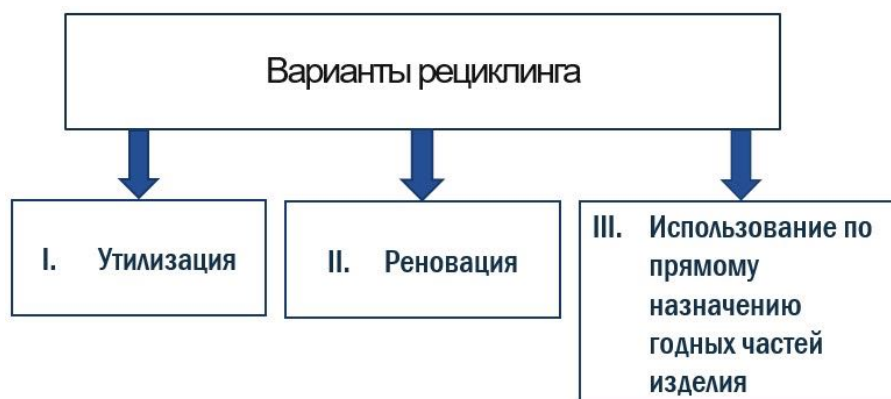 Варианты рециклинга
I. Утилизация
II. Реновация
III. Использование по
прямому
назначению
годных частей
изделия